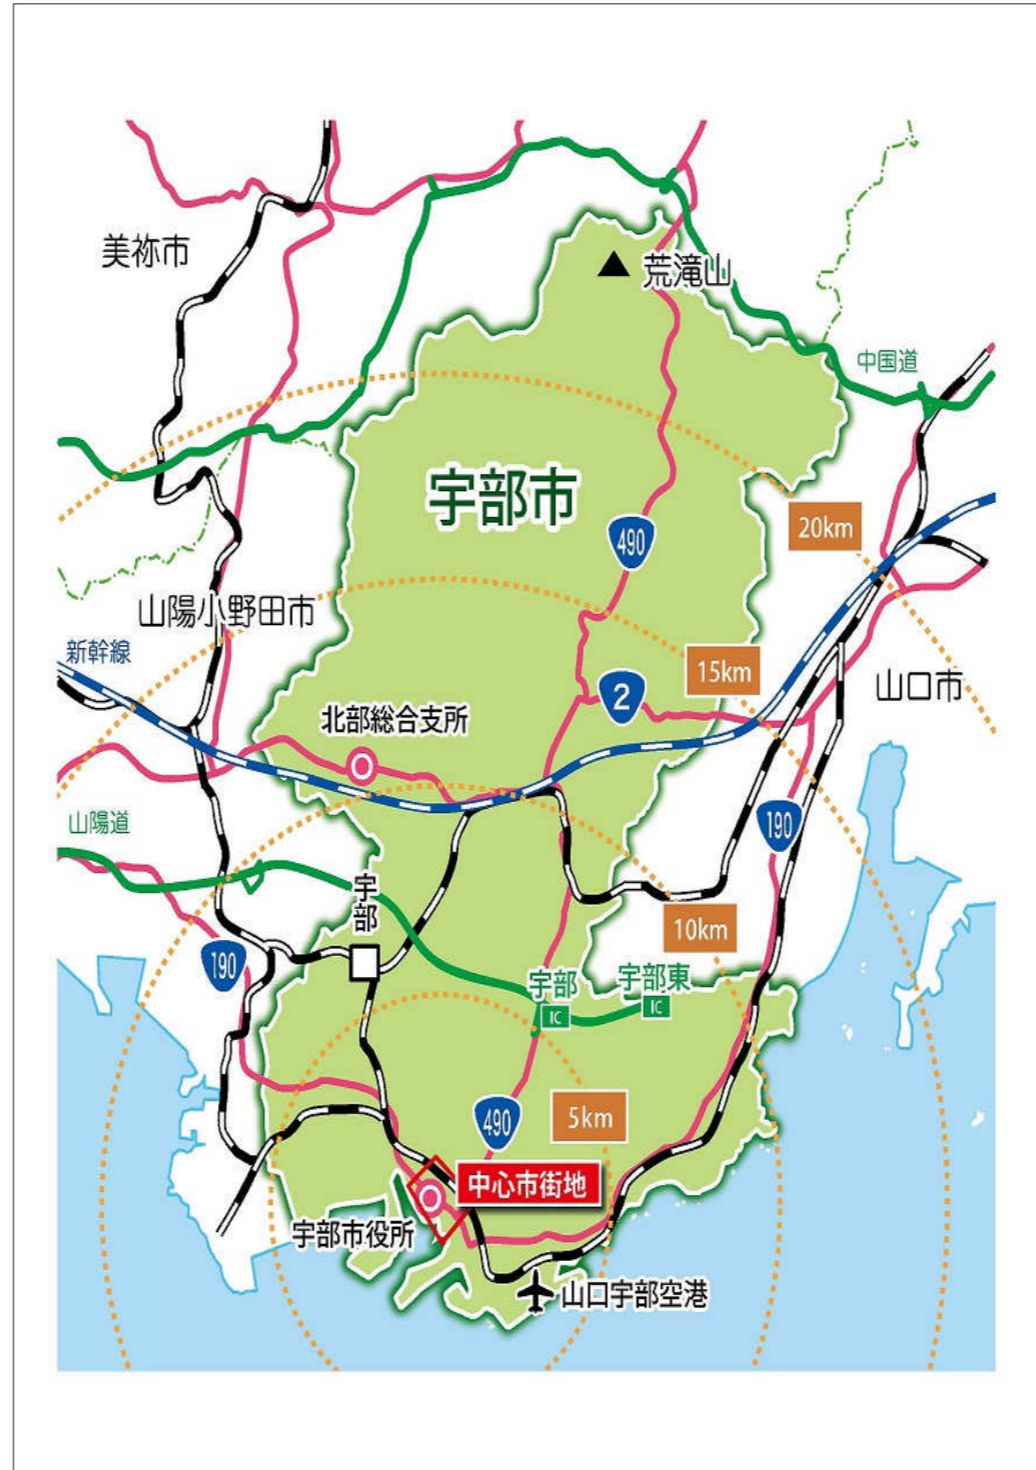 美祢市
荒滝山
中国道
宇部市
20km
490
山陽小野田市
新幹線
15km
山口市
2
北部総合支所
山陽道
190
宇
部
10km
190
宇部
IC
宇部東
IC
490
5km
中心市街地
宇部市役所
山口宇部空港